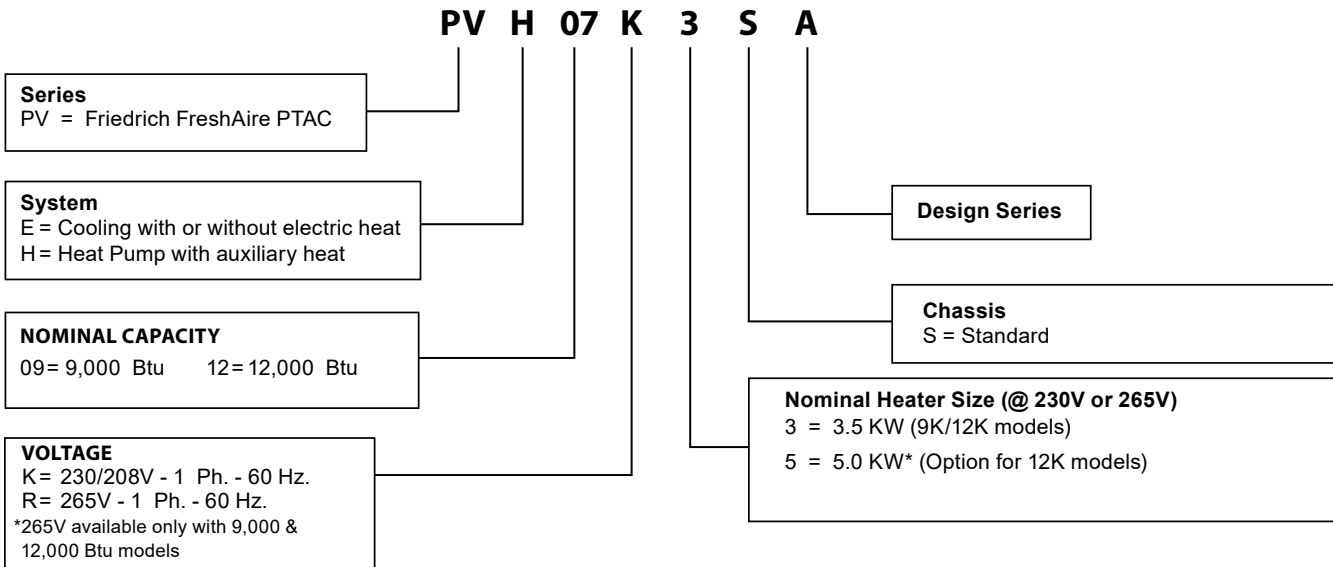 PV H 07 K 3 S A
Series
PV = Friedrich FreshAire PTAC
System
E = Cooling with or without electric heat
H = Heat Pump with auxiliary heat
NOMINAL CAPACITY
09= 9,000 Btu 12= 12,000 Btu
VOLTAGE
K= 230/208V - 1 Ph. - 60 Hz.
R= 265V - 1 Ph. - 60 Hz.
*265V available only with 9,000 &
12,000 Btu models
Design Series
Chassis
S = Standard
Nominal Heater Size (@ 230V or 265V)
3 = 3.5 KW (9K/12K models)
5 = 5.0 KW* (Option for 12K models)